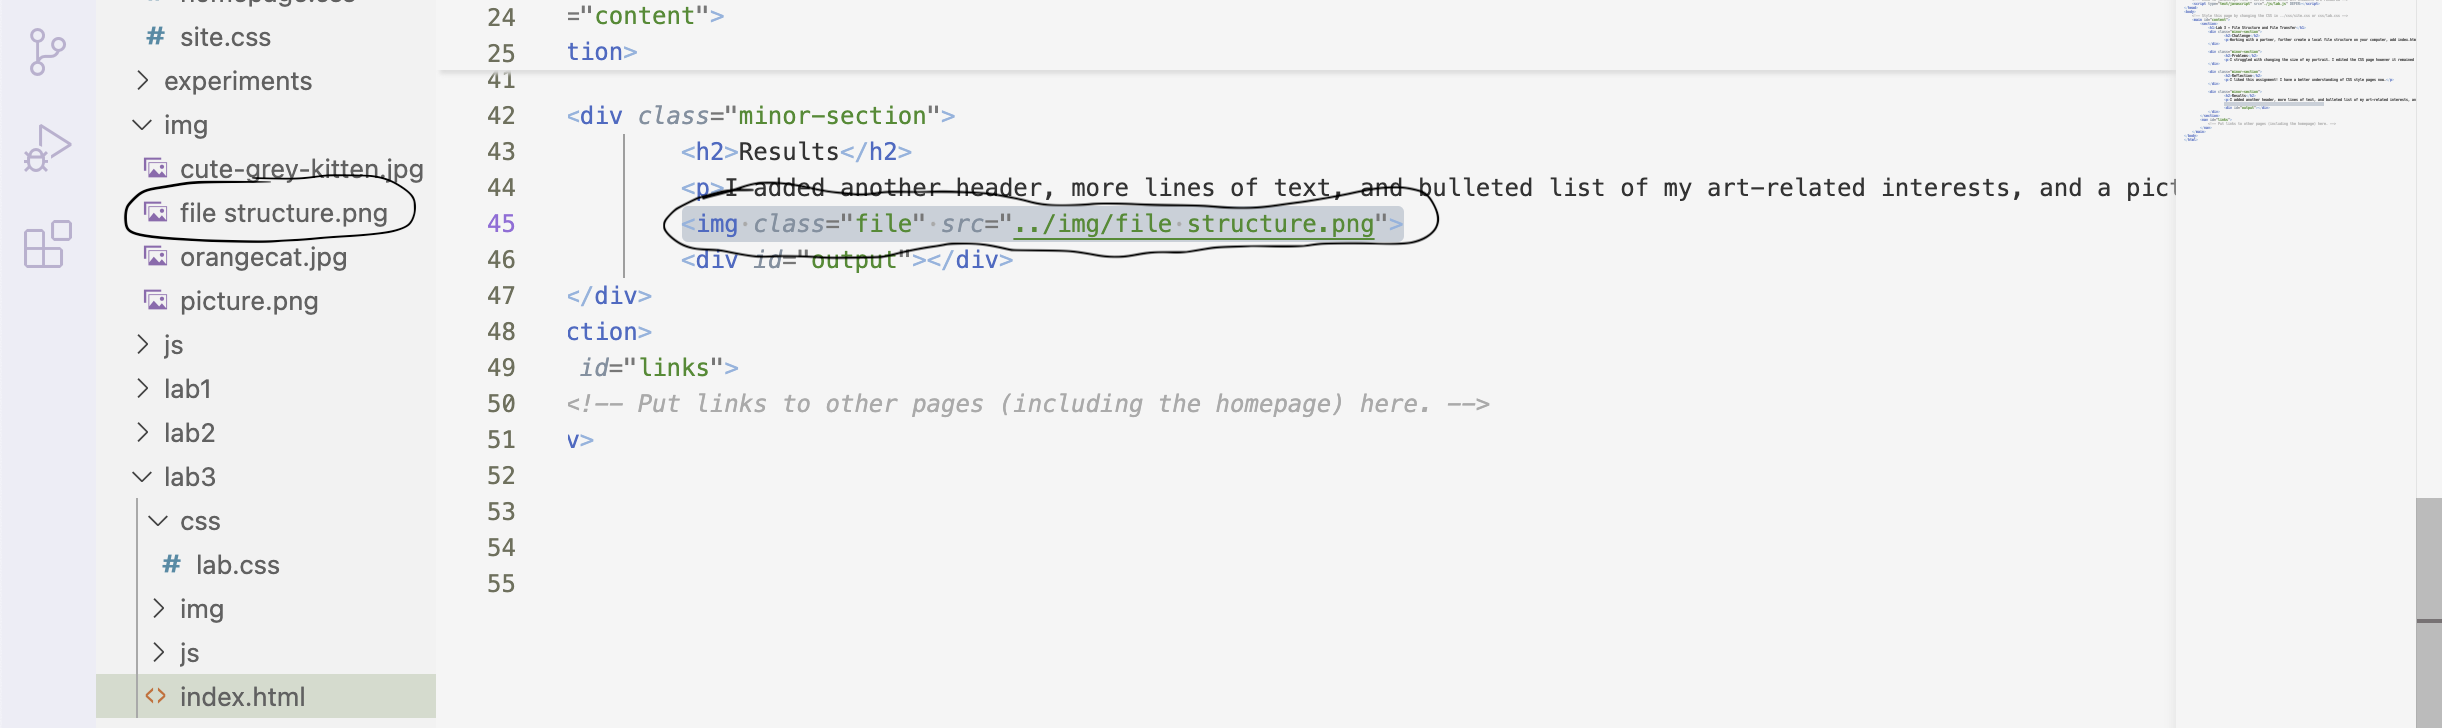 homepage.css
# site.css
experiments
img
cute-grey-kitten.jpg
file structure.png
orangecat.jpg
picture.png
js
lab1
lab2
lab3
css
# lab.css
img
js
<> index.html
24 ="content">
25 tion>
41
42 <div class="minor-section">
43 <h2>Results</h2>
44 <p>I added another header, more lines of text, and bulleted list of my art-related interests, and a pict
45 <img class="file" src="../img/file structure.png">
46 <div id="output"></div>
47 </div>
48 ction>
49 id="links">
50 <!-- Put links to other pages (including the homepage) here. -->
51 v>
52
53
54
55